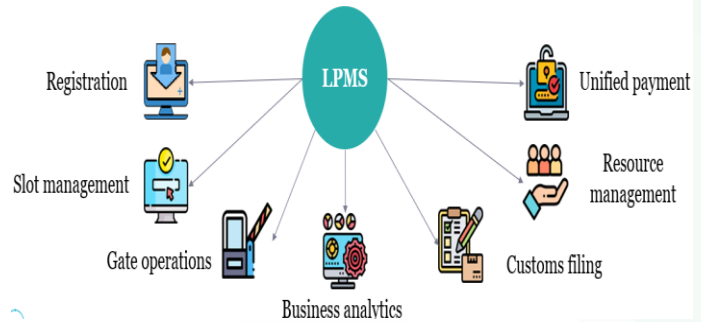 LPMS
Registration
Unified payment
Slot management
Resource
management
Gate operations
Customs filing
Business analytics